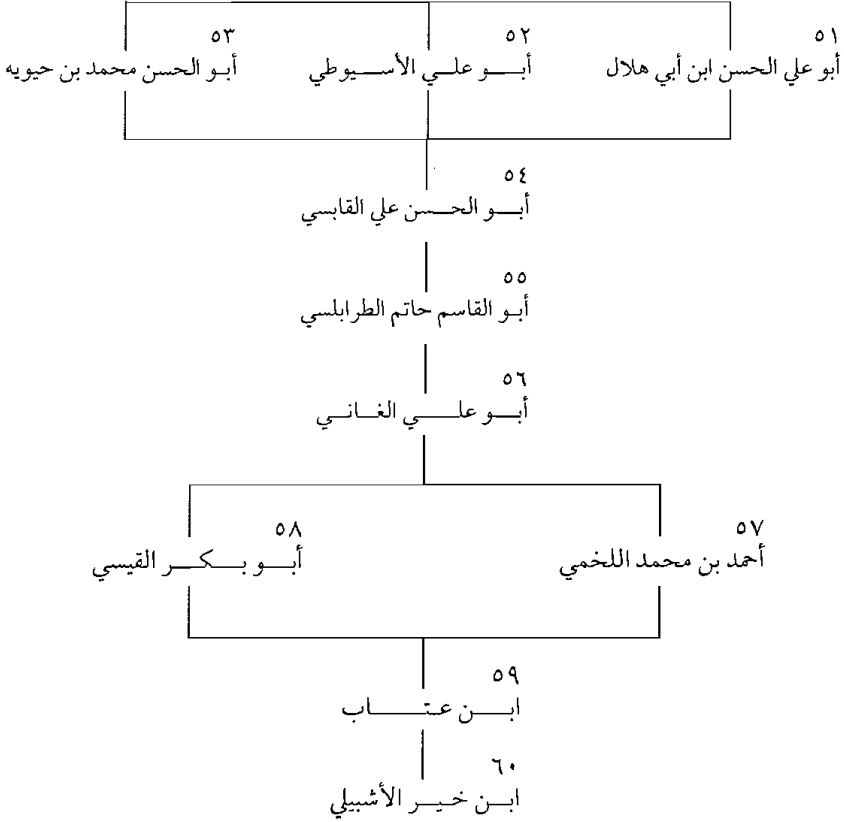 ٥١
أبو علي الحسن ابن أبي هلال
٥٢
أبو علي الأسيوطي
٥٣
أبو الحسن محمد بن حيويه
٥٤
أبو الحسن علي القابسي
٥٥
أبو القاسم حاتم الطرابلسي
٥٦
أبو علي الغاني
٥٧
أحمد بن محمد اللخمي
٥٨
أبو بكر القيسي
٥٩
ابن عتاب
٦٠
ابن خير الأشبيلي